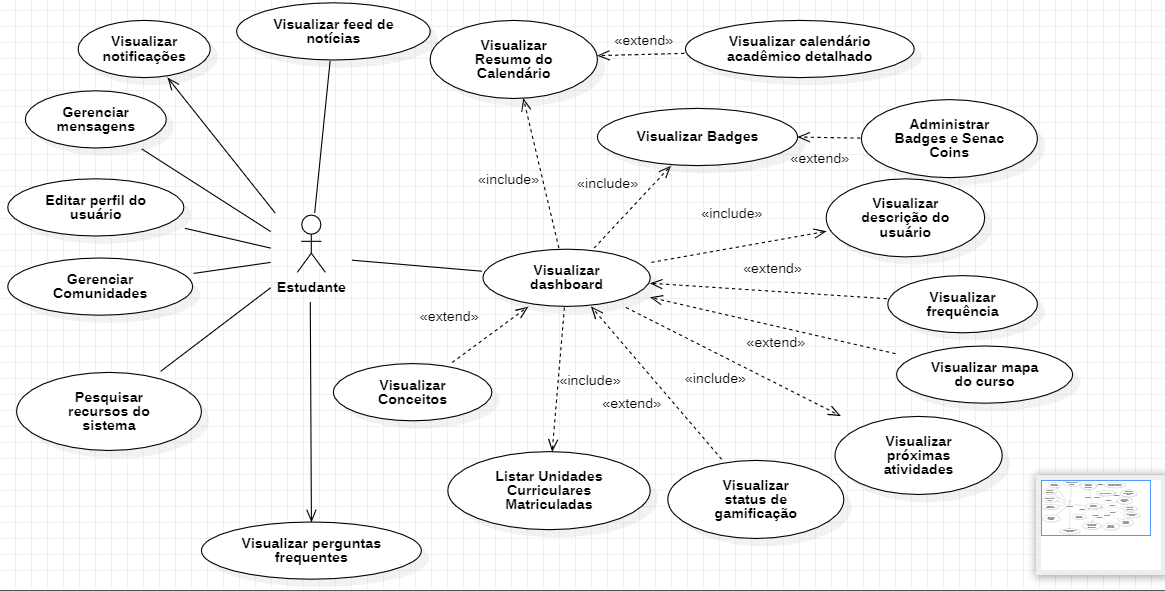 Visualizar feed de
notícias
Visualizar
notificações
Visualizar
Resumo do
Calendário
«extend»
Visualizar calendário
acadêmico detalhado
Gerenciar
mensagens
Visualizar Badges
Administrar
Badges e Senac
Coins
«extend»
«include»
«include»
Editar perfil do
usuário
«include»
Visualizar
descrição do
usuário
Gerenciar
Comunidades
Estudante
Visualizar
dashboard
«extend»
Visualizar
frequência
«extend»
«extend»
Visualizar mapa
do curso
Visualizar
Conceitos
«include»
«include»
«extend»
Pesquisar
recursos do
sistema
Visualizar
próximas
atividades
Listar Unidades
Curriculares
Matriculadas
Visualizar
status de
gamificação
Visualizar perguntas
frequentes